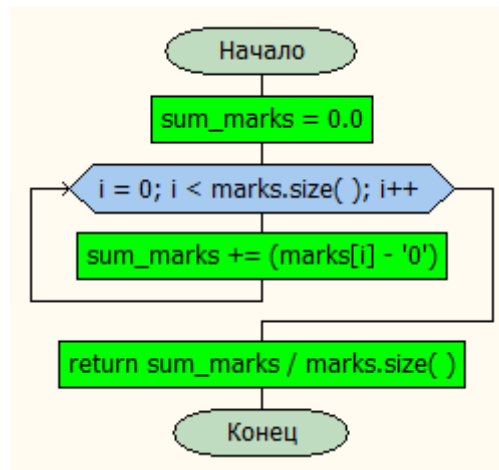 Начало
sum_marks = 0.0
i = 0; i < marks.size( ); i++
sum_marks += (marks[i] - '0')
return sum_marks / marks.size( )
Конец